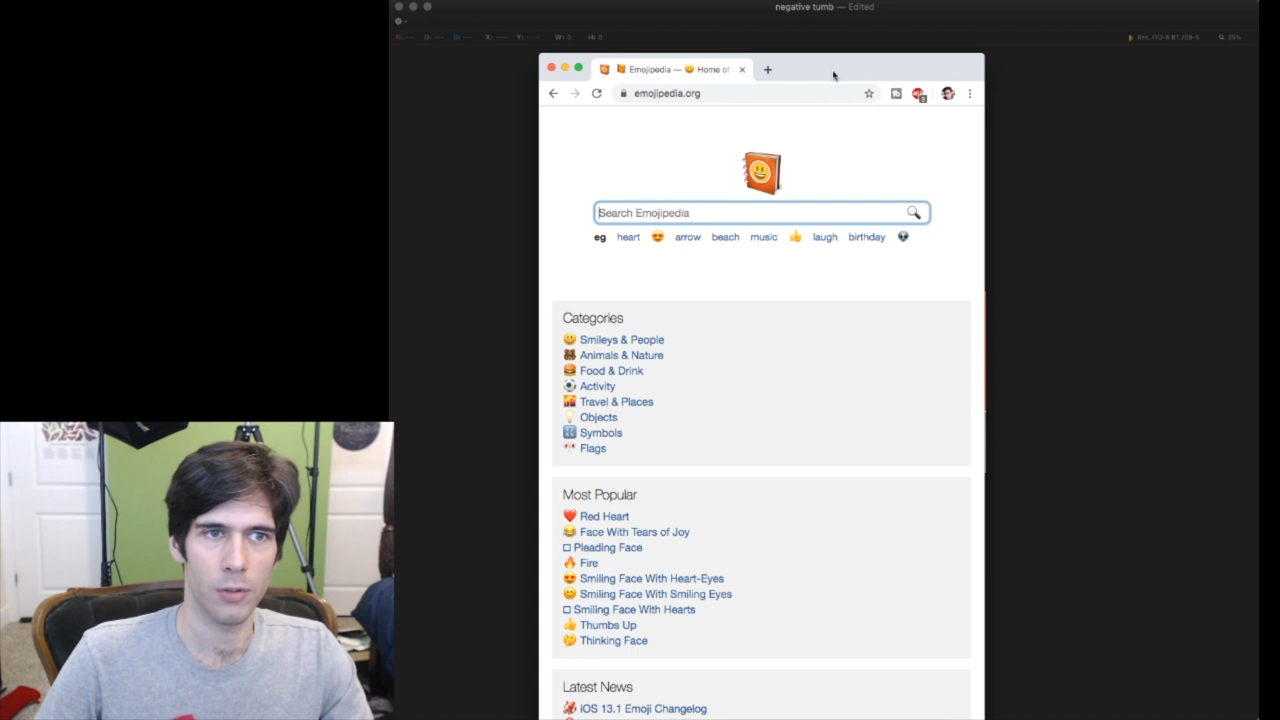 negative tumb — Edited
Emojipedia — 😀 Home of
emojipedia.org
Search Emojipedia
eg heart 😍 arrow beach music 👍 laugh birthday 👽
Categories
😃 Smileys & People
🐻 Animals & Nature
🍔 Food & Drink
⚽ Activity
🌇 Travel & Places
💡 Objects
🔣 Symbols
🎌 Flags
Most Popular
❤️ Red Heart
😂 Face With Tears of Joy
□ Pleading Face
🔥 Fire
😍 Smiling Face With Heart-Eyes
😊 Smiling Face With Smiling Eyes
□ Smiling Face With Hearts
👍 Thumbs Up
🤔 Thinking Face
Latest News
iOS 13.1 Emoji Changelog